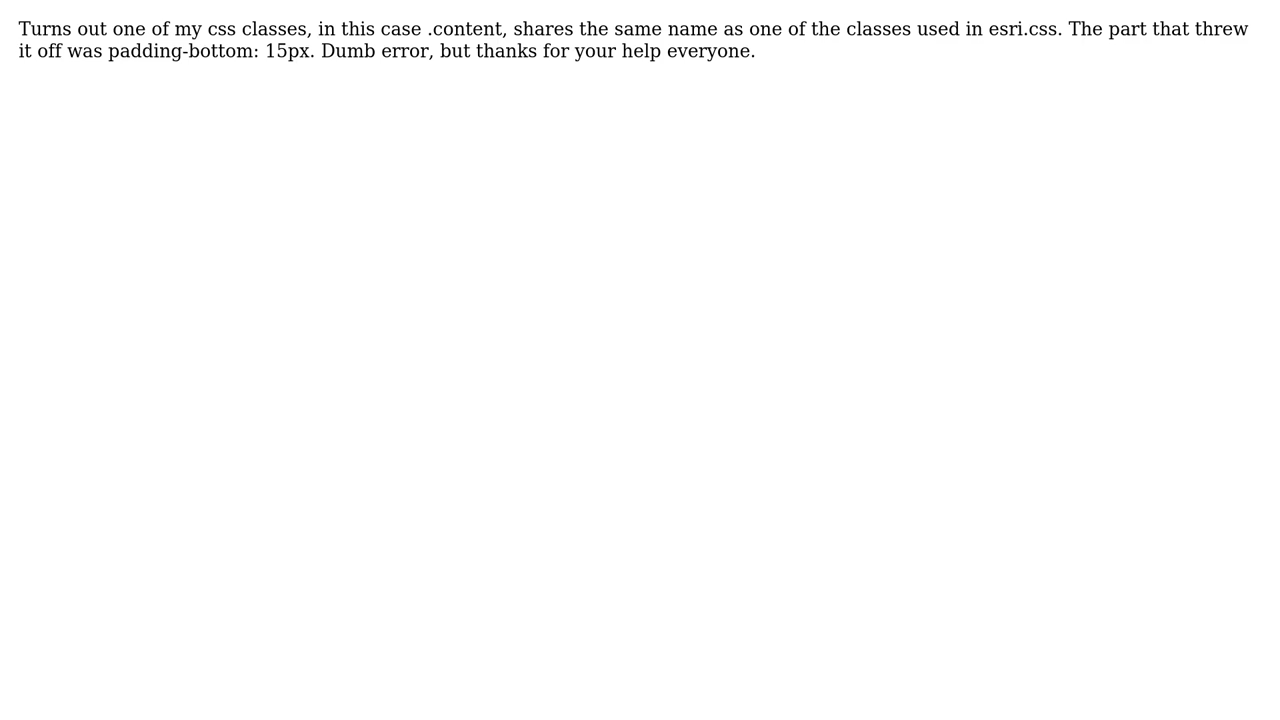 Turns out one of my css classes, in this case .content, shares the same name as one of the classes used in esri.css. The part that threw
it off was padding-bottom: 15px. Dumb error, but thanks for your help everyone.